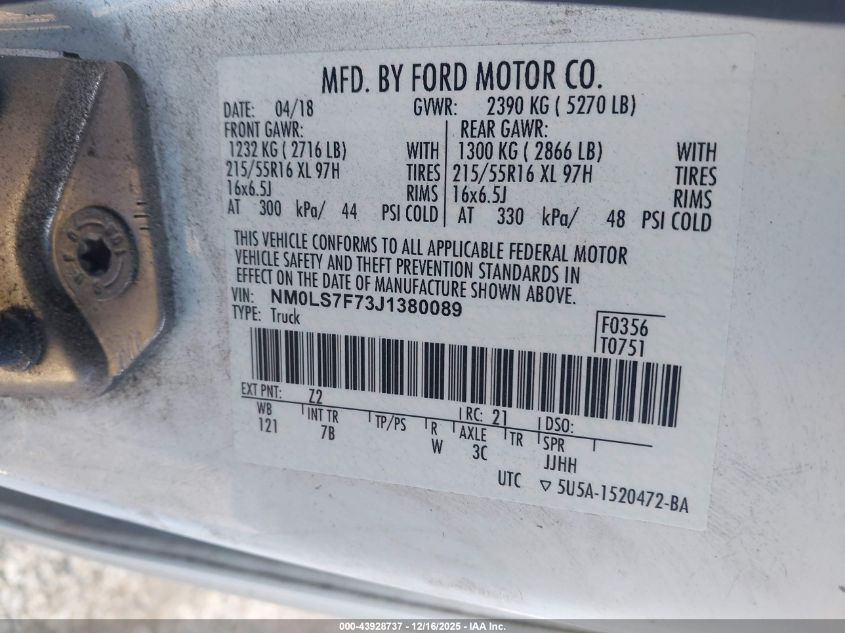 MFD. BY FORD MOTOR CO.
DATE: 04/18 GVWR: 2390 KG ( 5270 LB)
FRONT GAWR: REAR GAWR:
1232 KG ( 2716 LB) WITH 1300 KG ( 2866 LB) WITH
215/55R16 XL 97H TIRES 215/55R16 XL 97H TIRES
16x6.5J RIMS 16x6.5J RIMS
AT 300 kPa/ 44 PSI COLD AT 330 kPa/ 48 PSI COLD
THIS VEHICLE CONFORMS TO ALL APPLICABLE FEDERAL MOTOR
VEHICLE SAFETY AND THEFT PREVENTION STANDARDS IN
EFFECT ON THE DATE OF MANUFACTURE SHOWN ABOVE.
VIN: NM0LS7F73J1380089
TYPE: Truck
F0356
T0751
EXT PNT: Z2 RC: 21 DSO:
WB INT TR TP/PS R AXLE TR SPR
121 7B W 3C JJHH
UTC ▽ 5U5A-1520472-BA
000-43928737 - 12/16/2025 - IAA Inc.